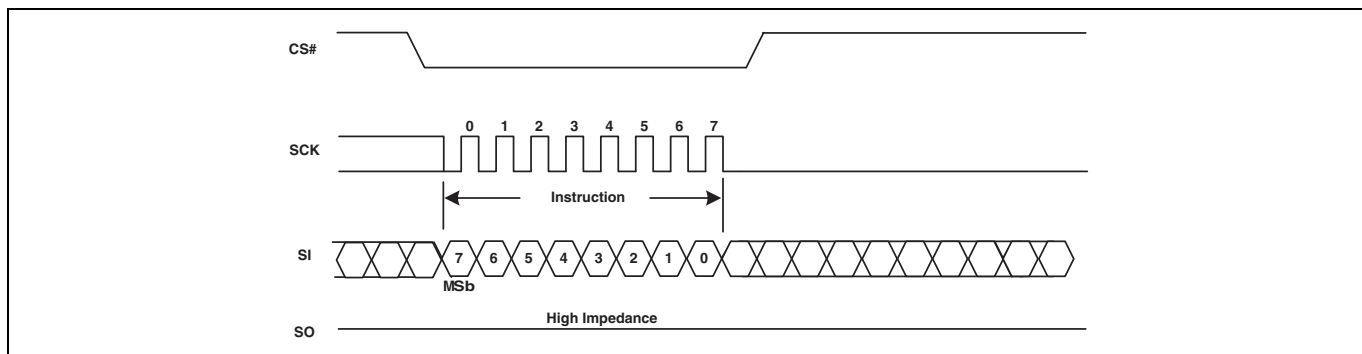 CS#
0 1 2 3 4 5 6 7
SCK
Instruction
SI
7 6 5 4 3 2 1 0
MSb
High Impedance
SO